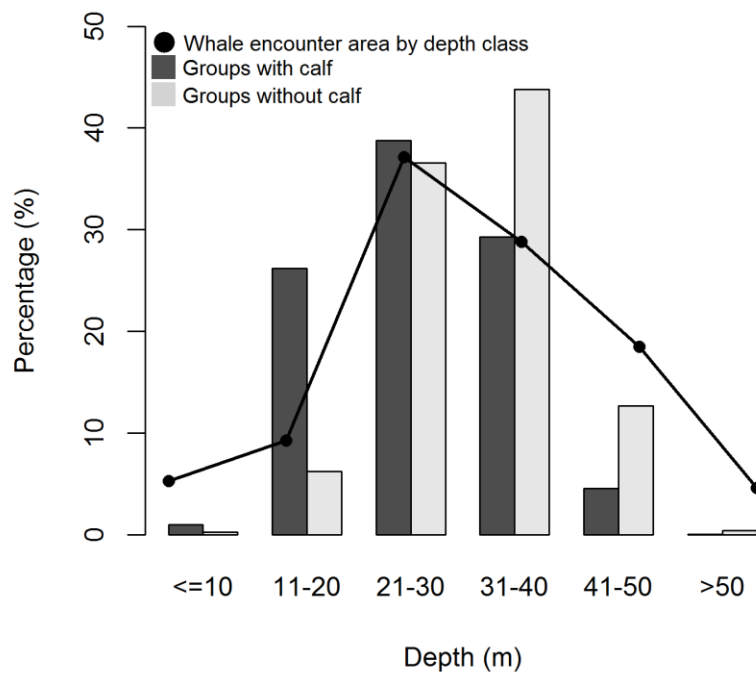 50
40
30
20
10
0
Percentage (%)
Whale encounter area by depth class
Groups with calf
Groups without calf
<=10 11-20 21-30 31-40 41-50 >50
Depth (m)